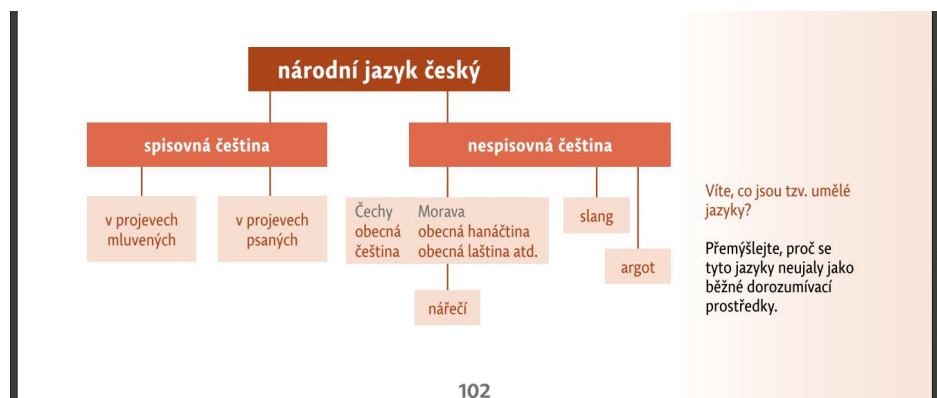 národní jazyk český
spisovná čeština
nespisovná čeština
v projevech
mluvených
v projevech
psaných
Čechy
obecná
čeština
Morava
obecná hanáčtina
obecná laština atd.
slang
argot
nářečí
Víte, co jsou tzv. umělé
jazyky?
Přemýšlejte, proč se
tyto jazyky neujaly jako
běžné dorozumívací
prostředky.
102